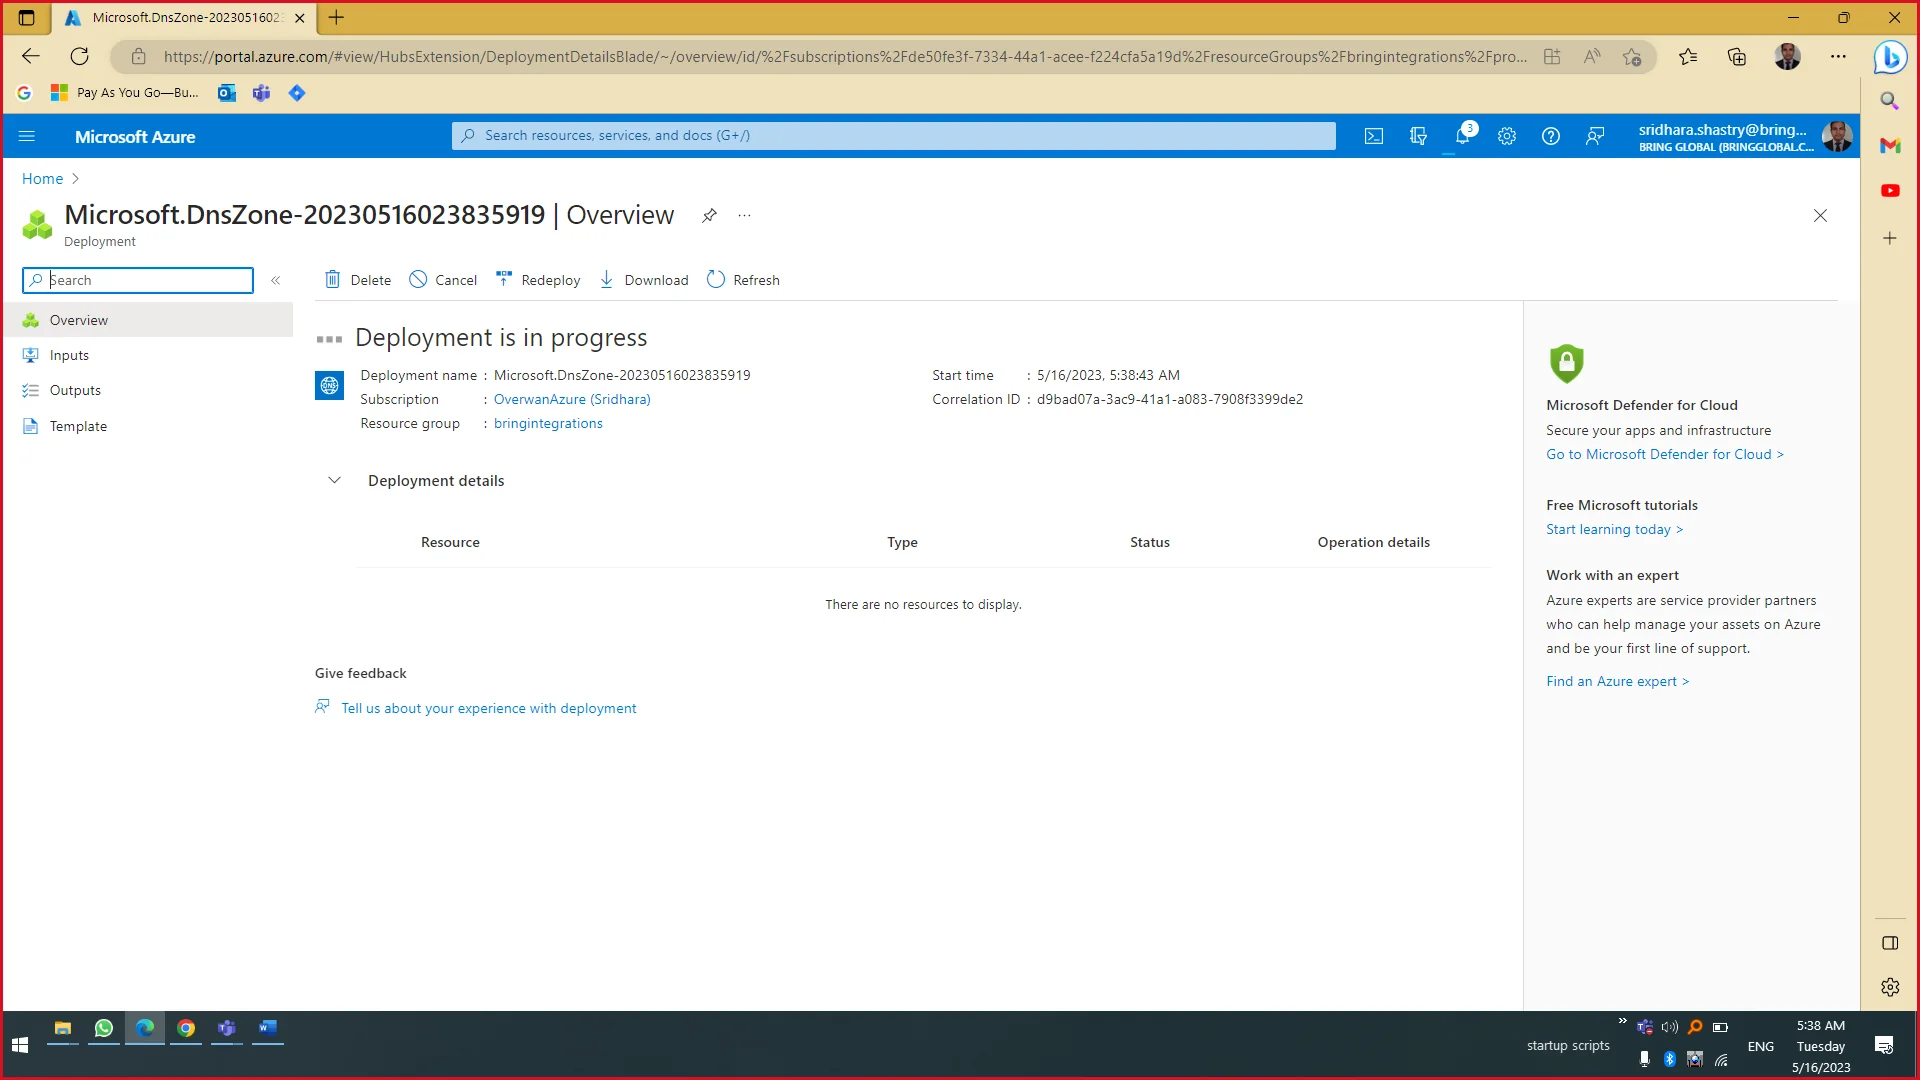 Microsoft.DnsZone-2023051602
https://portal.azure.com/#view/HubsExtension/DeploymentDetailsBlade/~/overview/id/%2Fsubscriptions%2Fde50fe3f-7334-44a1-acee-f224cfa5a19d%2FresourceGroups%2Fbringintegrations%2Fpro...
Pay As You Go—Bu...
Microsoft Azure
Search resources, services, and docs (G+/)
3
sridhara.shastry@bring...
BRING GLOBAL (BRINGGLOBAL.C...
Home
Microsoft.DnsZone-20230516023835919 | Overview
Deployment
Search
Delete
Cancel
Redeploy
Download
Refresh
Overview
Inputs
Outputs
Template
Deployment is in progress
Deployment name : Microsoft.DnsZone-20230516023835919
Subscription : OverwanAzure (Sridhara)
Resource group : bringintegrations
Start time : 5/16/2023, 5:38:43 AM
Correlation ID : d9bad07a-3ac9-41a1-a083-7908f3399de2
Deployment details
Resource Type Status Operation details
There are no resources to display.
Give feedback
Tell us about your experience with deployment
Microsoft Defender for Cloud
Secure your apps and infrastructure
Go to Microsoft Defender for Cloud >
Free Microsoft tutorials
Start learning today >
Work with an expert
Azure experts are service provider partners
who can help manage your assets on Azure
and be your first line of support.
Find an Azure expert >
startup scripts
ENG
5:38 AM
Tuesday
5/16/2023